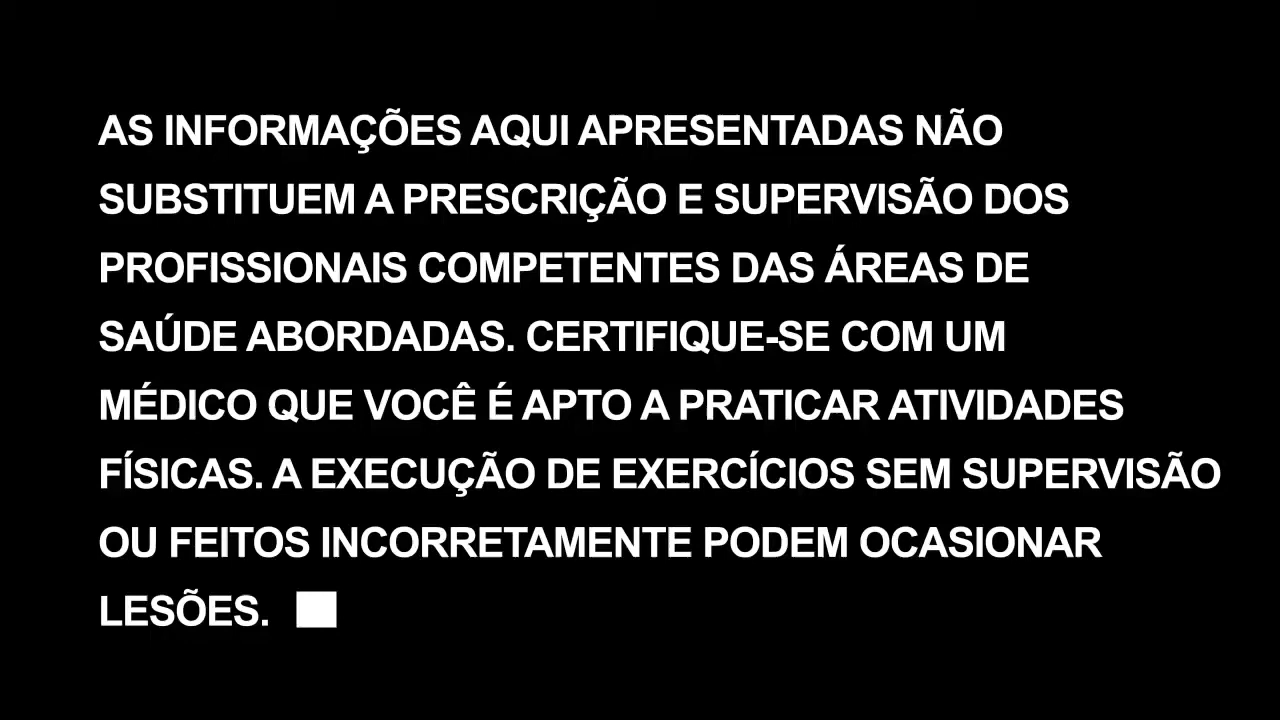 AS INFORMAÇÕES AQUI APRESENTADAS NÃO
SUBSTITUEM A PRESCRIÇÃO E SUPERVISÃO DOS
PROFISSIONAIS COMPETENTES DAS ÁREAS DE
SAÚDE ABORDADAS. CERTIFIQUE-SE COM UM
MÉDICO QUE VOCÊ É APTO A PRATICAR ATIVIDADES
FÍSICAS. A EXECUÇÃO DE EXERCÍCIOS SEM SUPERVISÃO
OU FEITOS INCORRETAMENTE PODEM OCASIONAR
LESÕES.